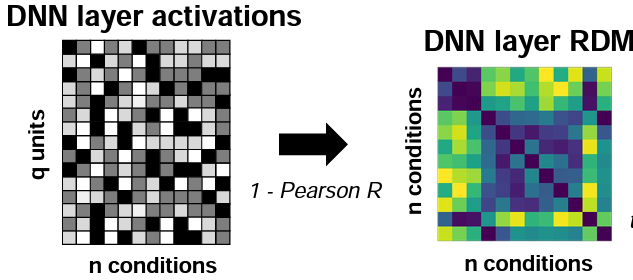 DNN layer activations
q units
n conditions
1 - Pearson R
DNN layer RDM
n conditions
n conditions